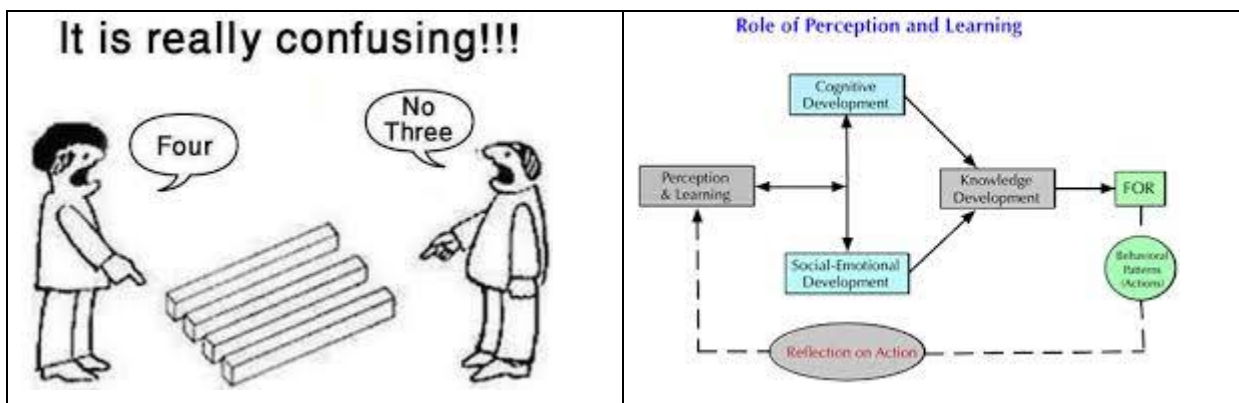 It is really confusing!!!
Four
No
Three
Role of Perception and Learning
Cognitive
Development
Perception
& Learning
Knowledge
Development
FOR
Social-Emotional
Development
Behavioral
Patterns
(Actions)
Reflection on Action